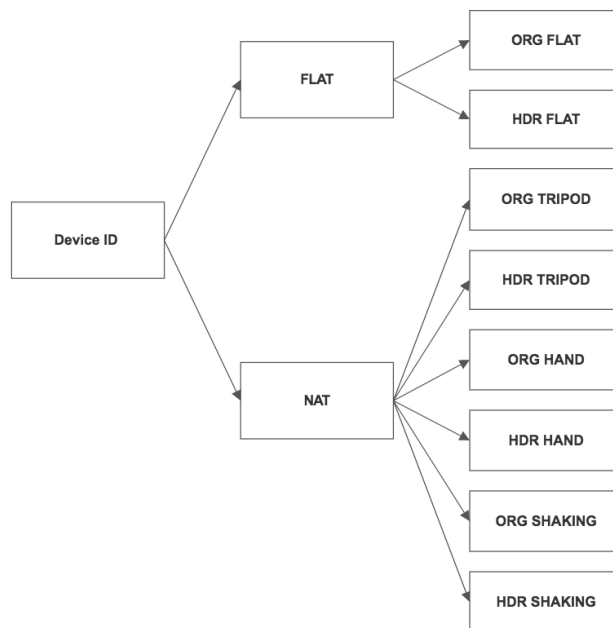 ORG FLAT
FLAT
HDR FLAT
ORG TRIPOD
Device ID
HDR TRIPOD
ORG HAND
NAT
HDR HAND
ORG SHAKING
HDR SHAKING